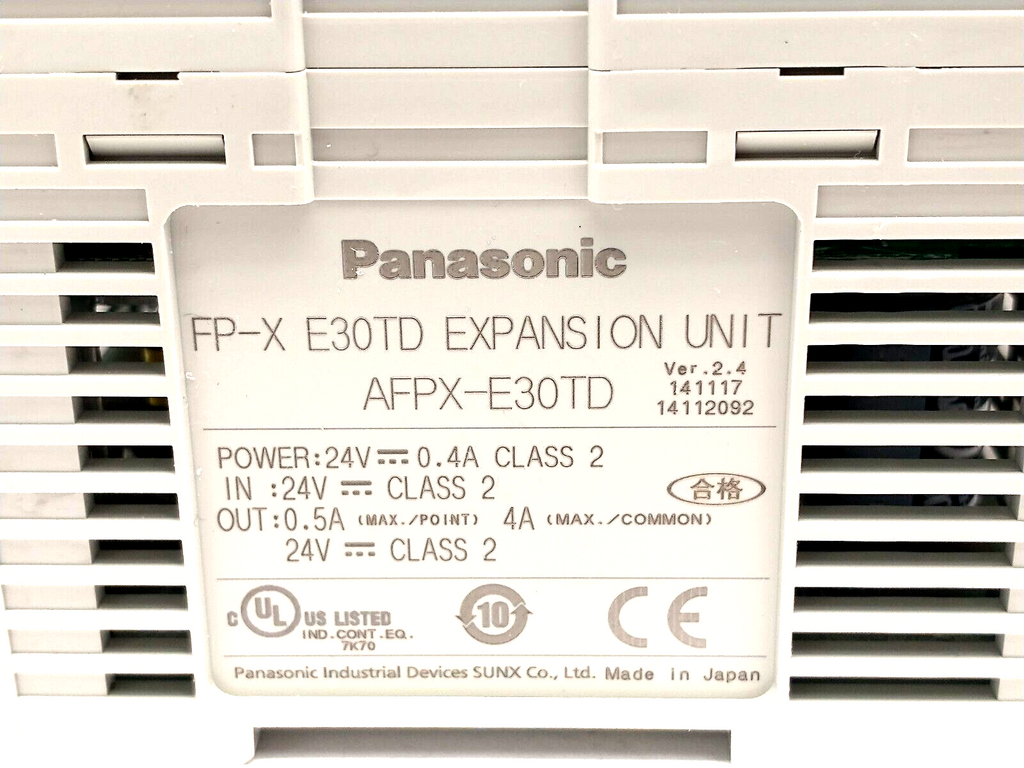 Panasonic
FP-X E30TD EXPANSION UNIT
AFPX-E30TD
Ver.2.4
141117
14112092
POWER:24V⎓0.4A CLASS 2
IN :24V ⎓ CLASS 2
合格
OUT:0.5A (MAX./POINT) 4A (MAX./COMMON)
24V ⎓ CLASS 2
c UL US LISTED
IND.CONT.EQ.
7K70
10
CE
Panasonic Industrial Devices SUNX Co., Ltd. Made in Japan